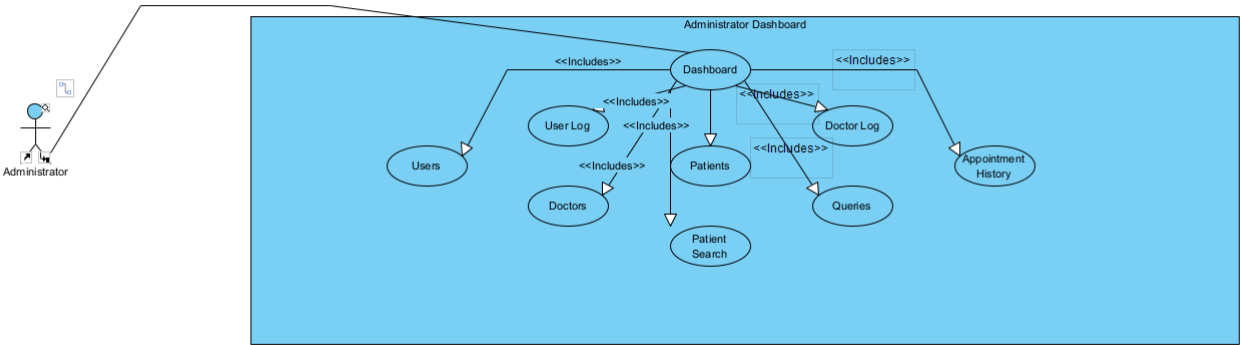 Administrator Dashboard
<<Includes>>
Dashboard
<<Includes>>
<<Includes>>
<<Includes>>
User Log
<<Includes>>
Doctor Log
<<Includes>>
Administrator
Users
<<Includes>>
Patients
Appointment
History
Doctors
Queries
Patient
Search